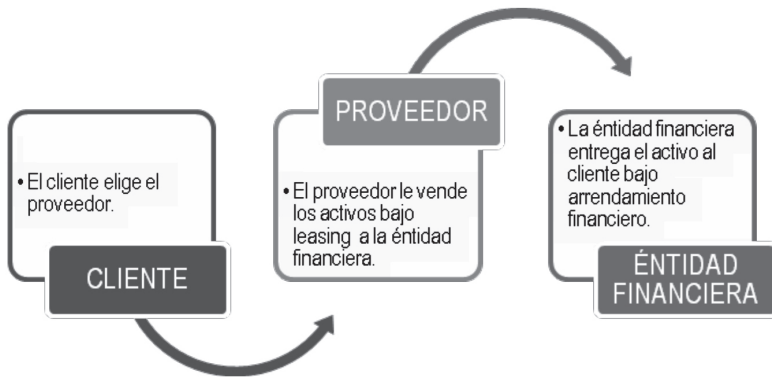 • El cliente elige el
proveedor.
CLIENTE
PROVEEDOR
• El proveedor le vende
los activos bajo
leasing a la éntidad
financiera.
• La éntidad financiera
entrega el activo al
cliente bajo
arrendamiento
financiero.
ÉNTIDAD
FINANCIERA